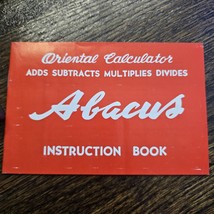 Oriental Calculator
ADDS SUBTRACTS MULTIPLIES DIVIDES
Abacus
INSTRUCTION BOOK